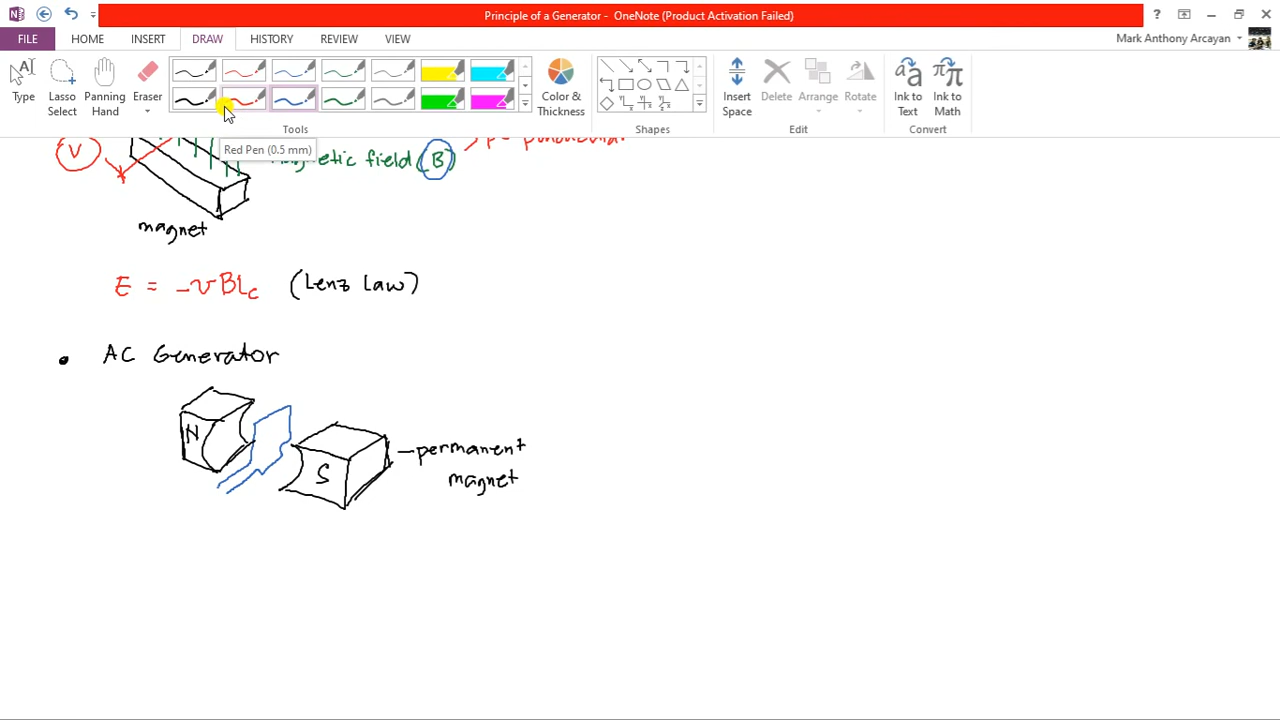 Principle of a Generator - OneNote (Product Activation Failed)
?
FILE HOME INSERT DRAW HISTORY REVIEW VIEW
Mark Anthony Arcayan
Type
Lasso Select
Panning Hand
Eraser
Color & Thickness
Insert Space
Delete
Arrange
Rotate
Ink to Text
Ink to Math
Tools
Shapes
Edit
Convert
Red Pen (0.5 mm)
V
field (B)
magnet
E = -vBLc (Lenz Law)
• AC Generator
N
S
permanent
magnet